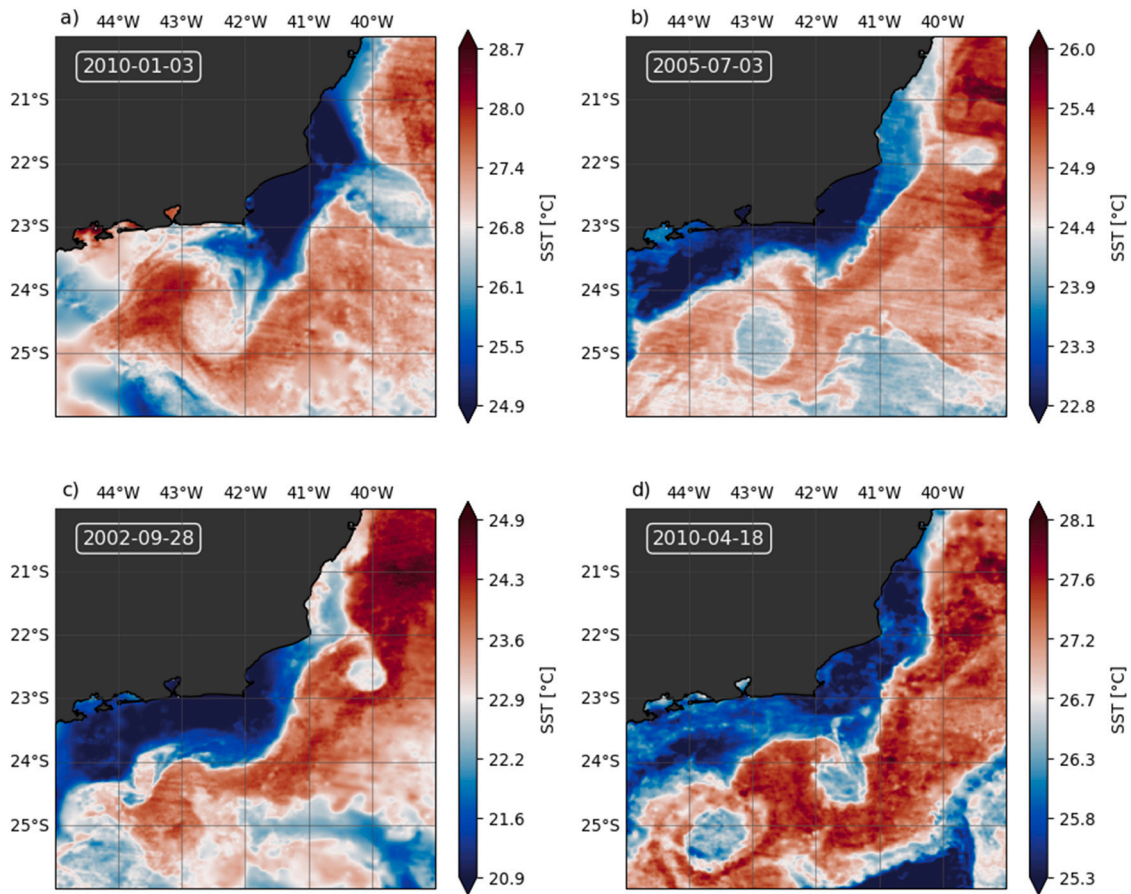 a) 44°W 43°W 42°W 41°W 40°W
2010-01-03
21°S
22°S
23°S
24°S
25°S
28.7
28.0
27.4
26.8
26.1
25.5
24.9
SST [°C]
b) 44°W 43°W 42°W 41°W 40°W
2005-07-03
21°S
22°S
23°S
24°S
25°S
26.0
25.4
24.9
24.4
23.9
23.3
22.8
SST [°C]
c) 44°W 43°W 42°W 41°W 40°W
2002-09-28
21°S
22°S
23°S
24°S
25°S
24.9
24.3
23.6
22.9
22.2
21.6
20.9
SST [°C]
d) 44°W 43°W 42°W 41°W 40°W
2010-04-18
21°S
22°S
23°S
24°S
25°S
28.1
27.6
27.2
26.7
26.3
25.8
25.3
SST [°C]